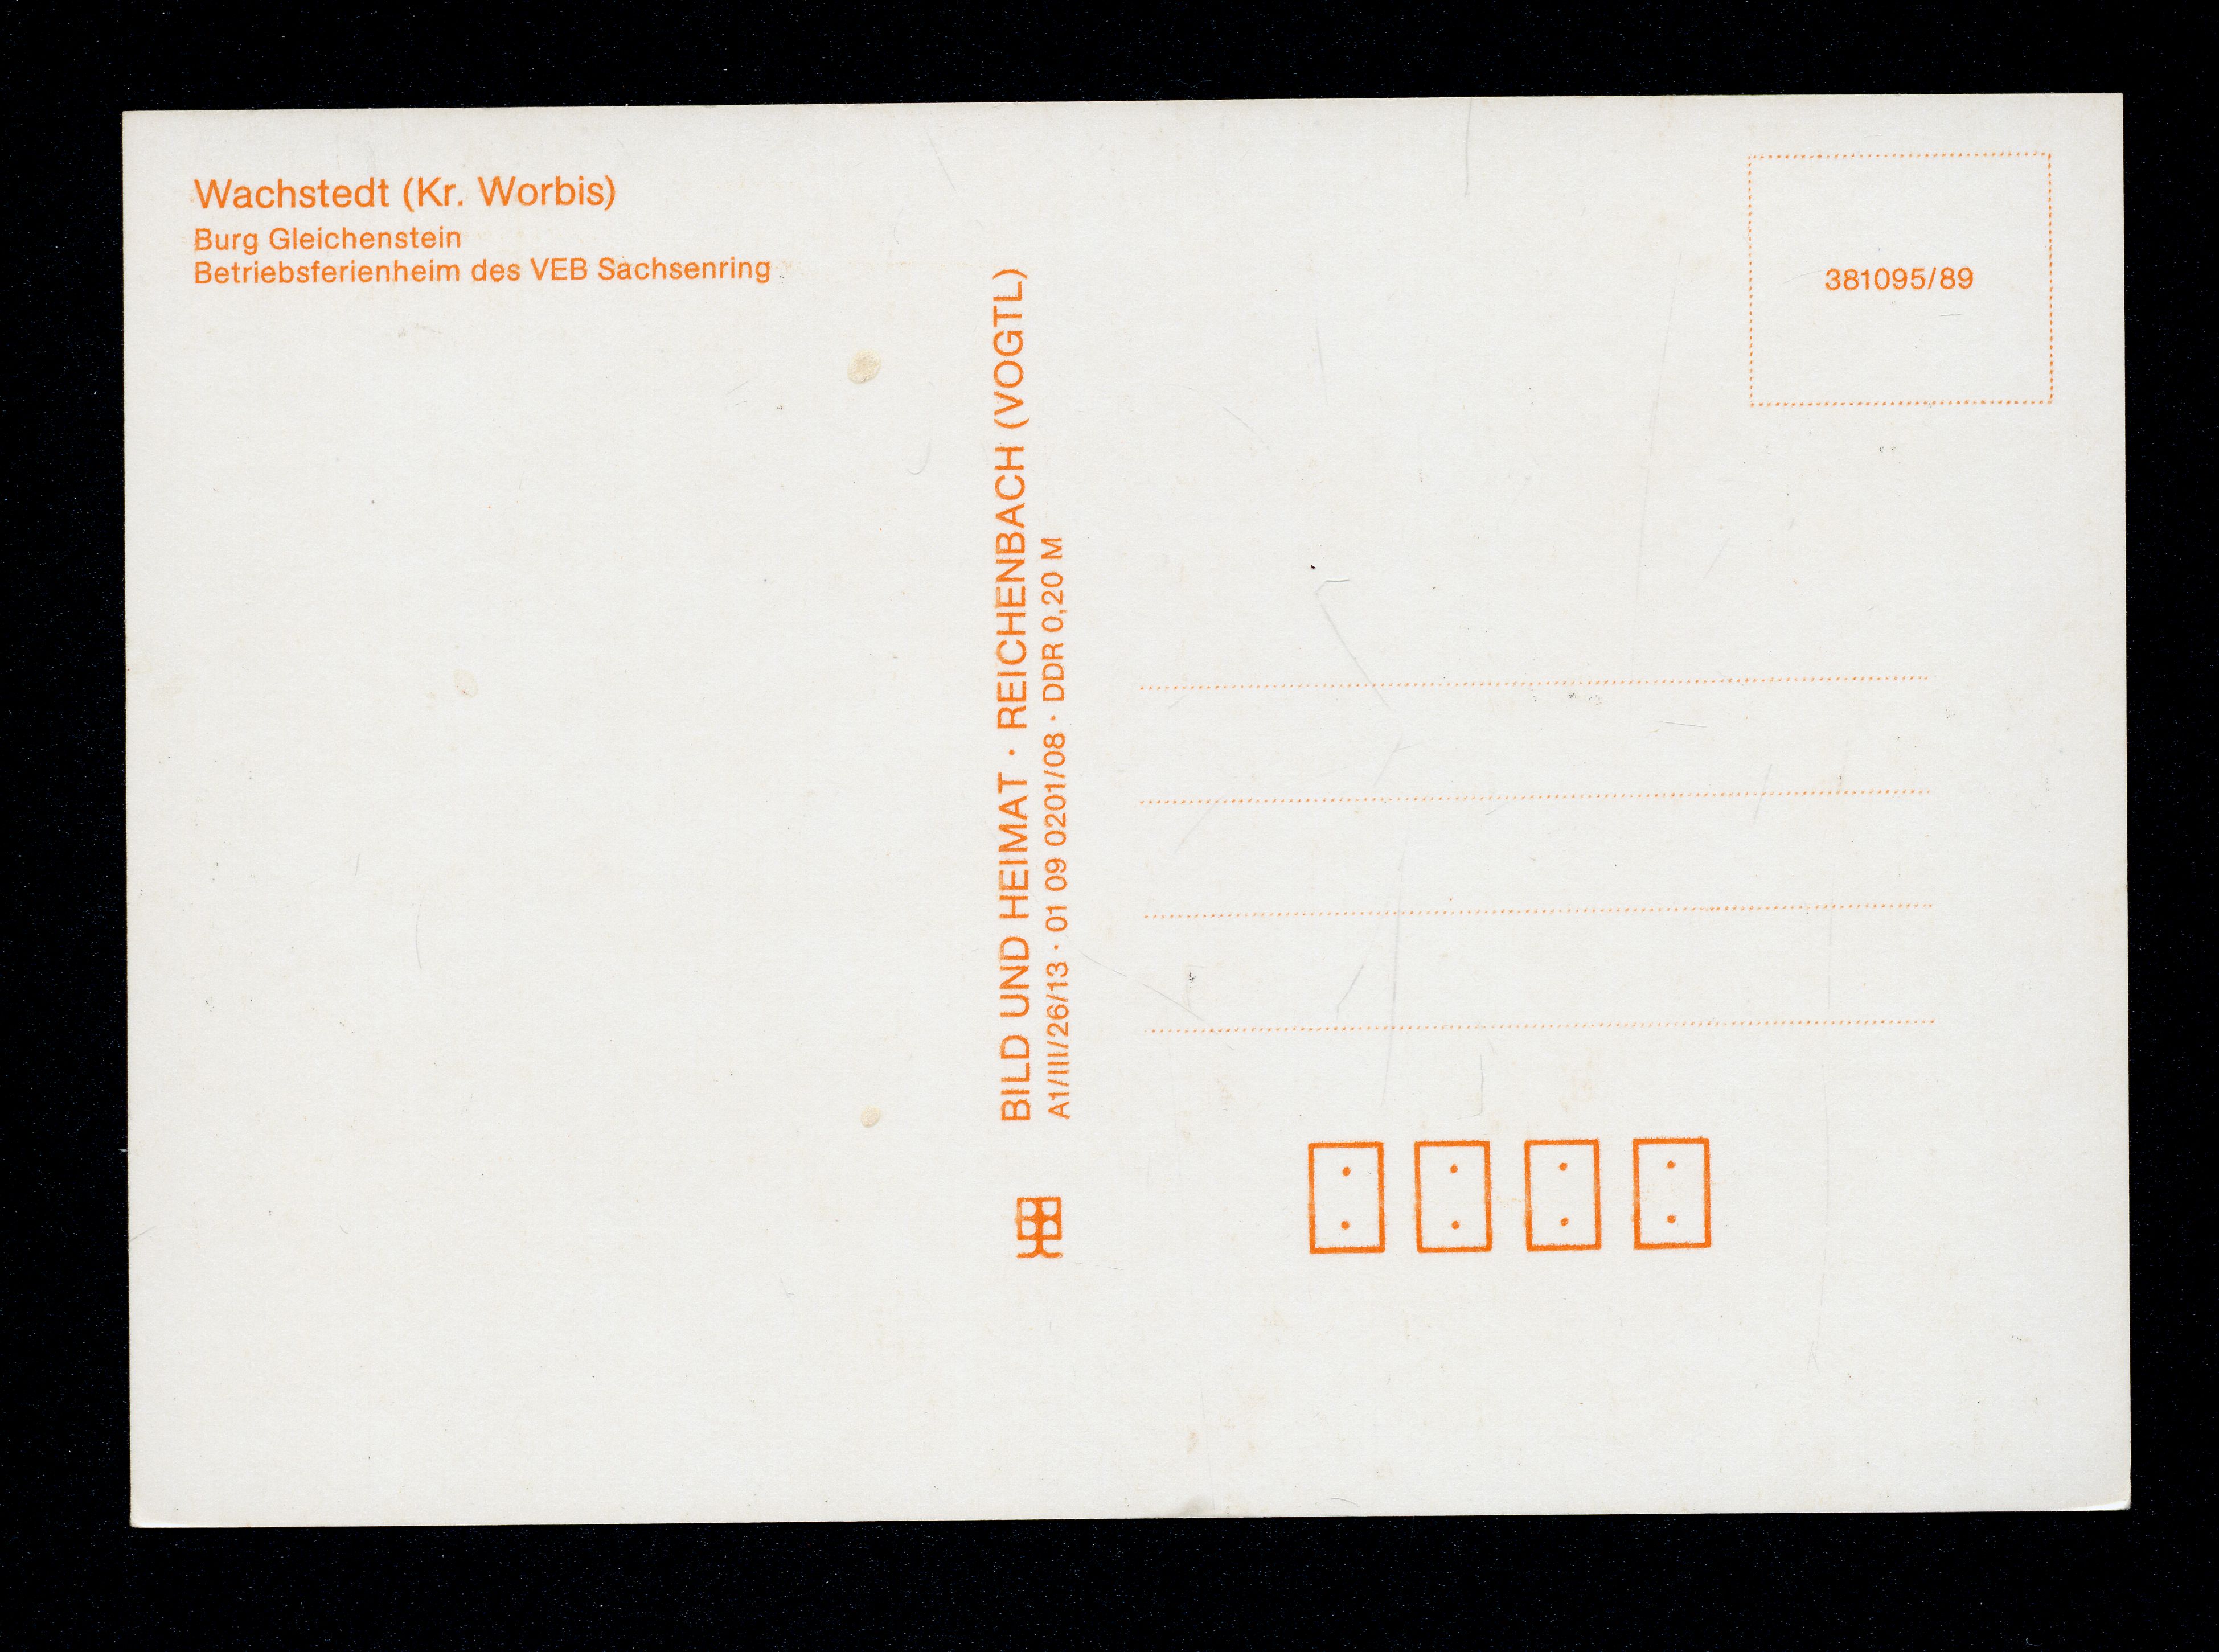 Wachstedt (Kr. Worbis)
Burg Gleichenstein
Betriebsferienheim des VEB Sachsenring
BILD UND HEIMAT · REICHENBACH (VOGTL)
A1/III/26/13 · 01 09 0201/08 · DDR 0,20 M
381095/89